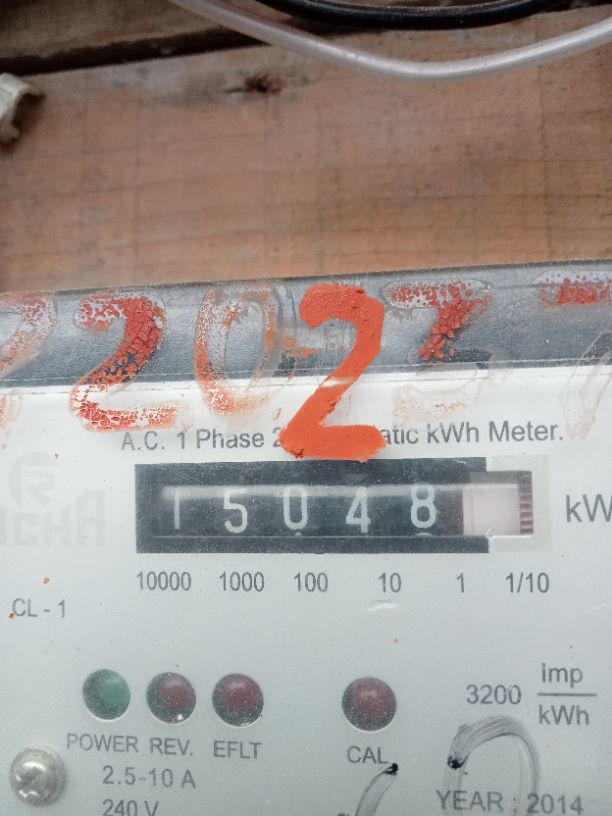 2203
2
A.C. 1 Phase 2 atic kWh Meter.
15048
kW
10000 1000 100 10 1 1/10
CL - 1
3200 imp/kWh
POWER REV. EFLT CAL
2.5-10 A
240 V
YEAR: 2014